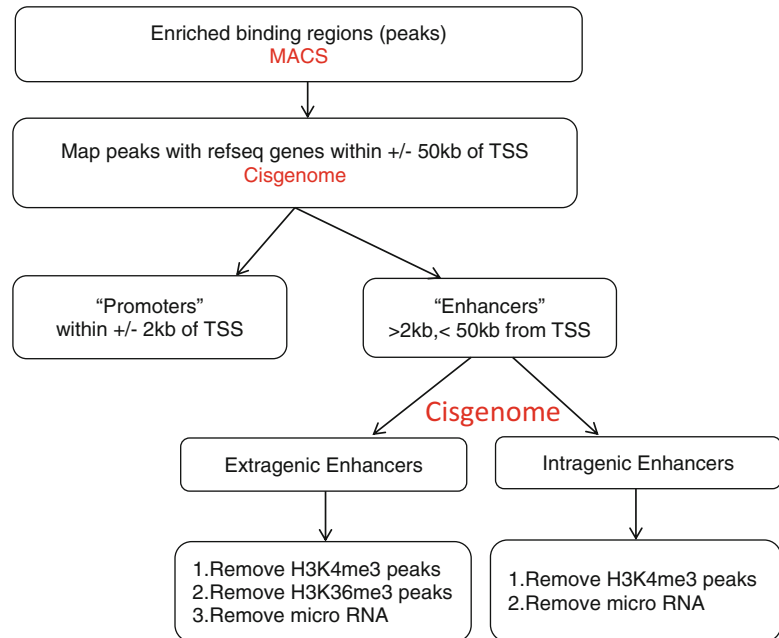 Enriched binding regions (peaks)
MACS
Map peaks with refseq genes within +/- 50kb of TSS
Cisgenome
“Promoters”
within +/- 2kb of TSS
“Enhancers”
>2kb,< 50kb from TSS
Cisgenome
Extragenic Enhancers
Intragenic Enhancers
1.Remove H3K4me3 peaks
2.Remove H3K36me3 peaks
3.Remove micro RNA
1.Remove H3K4me3 peaks
2.Remove micro RNA